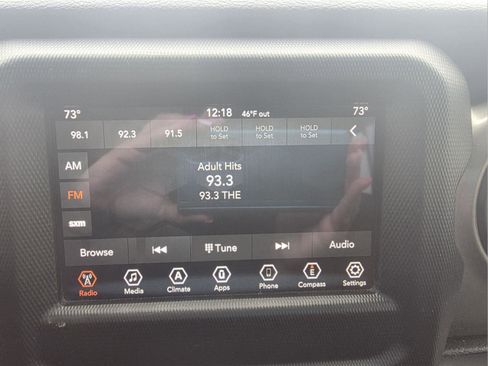 73° 12:18 46°F out 73°
98.1 92.3 91.5 HOLD to Set HOLD to Set HOLD to Set
AM
Adult Hits
FM
93.3
93.3 THE
SXM
Browse Tune Audio
A E
Radio Media Climate Apps Phone Compass Settings